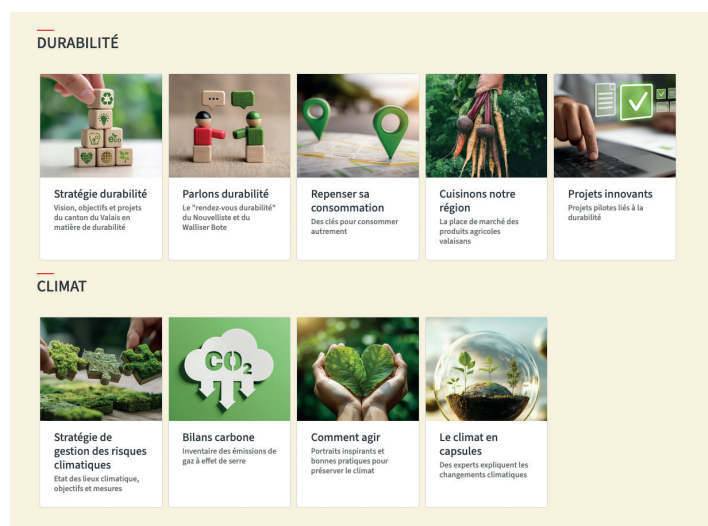 DURABILITÉ
eco
Stratégie durabilité
Vision, objectifs et projets
du canton du Valais en
matière de durabilité
Parlons durabilité
Le "rendez-vous durabilité"
du Nouvelliste et du
Walliser Bote
Repenser sa
consommation
Des clés pour consommer
autrement
Cuisinons notre
région
La place de marché des
produits agricoles
valaisans
Projets innovants
Projets pilotes liés à la
durabilité
CLIMAT
CO2
Stratégie de
gestion des risques
climatiques
Etat des lieux climatique,
objectifs et mesures
Bilans carbone
Inventaire des émissions de
gaz à effet de serre
Comment agir
Portraits inspirants et
bonnes pratiques pour
préserver le climat
Le climat en
capsules
Des experts expliquent les
changements climatiques